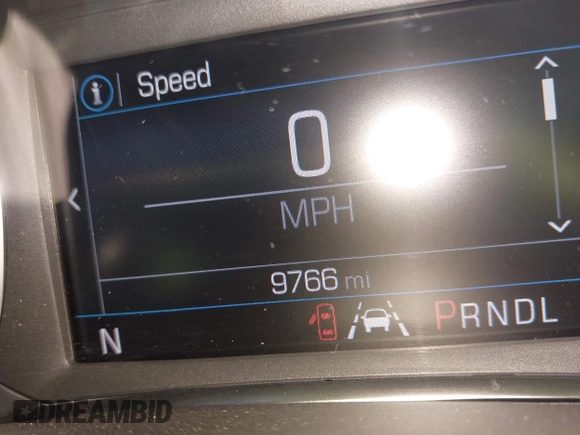 i Speed
0
MPH
9766 mi
N PRNDL
DREAMBID